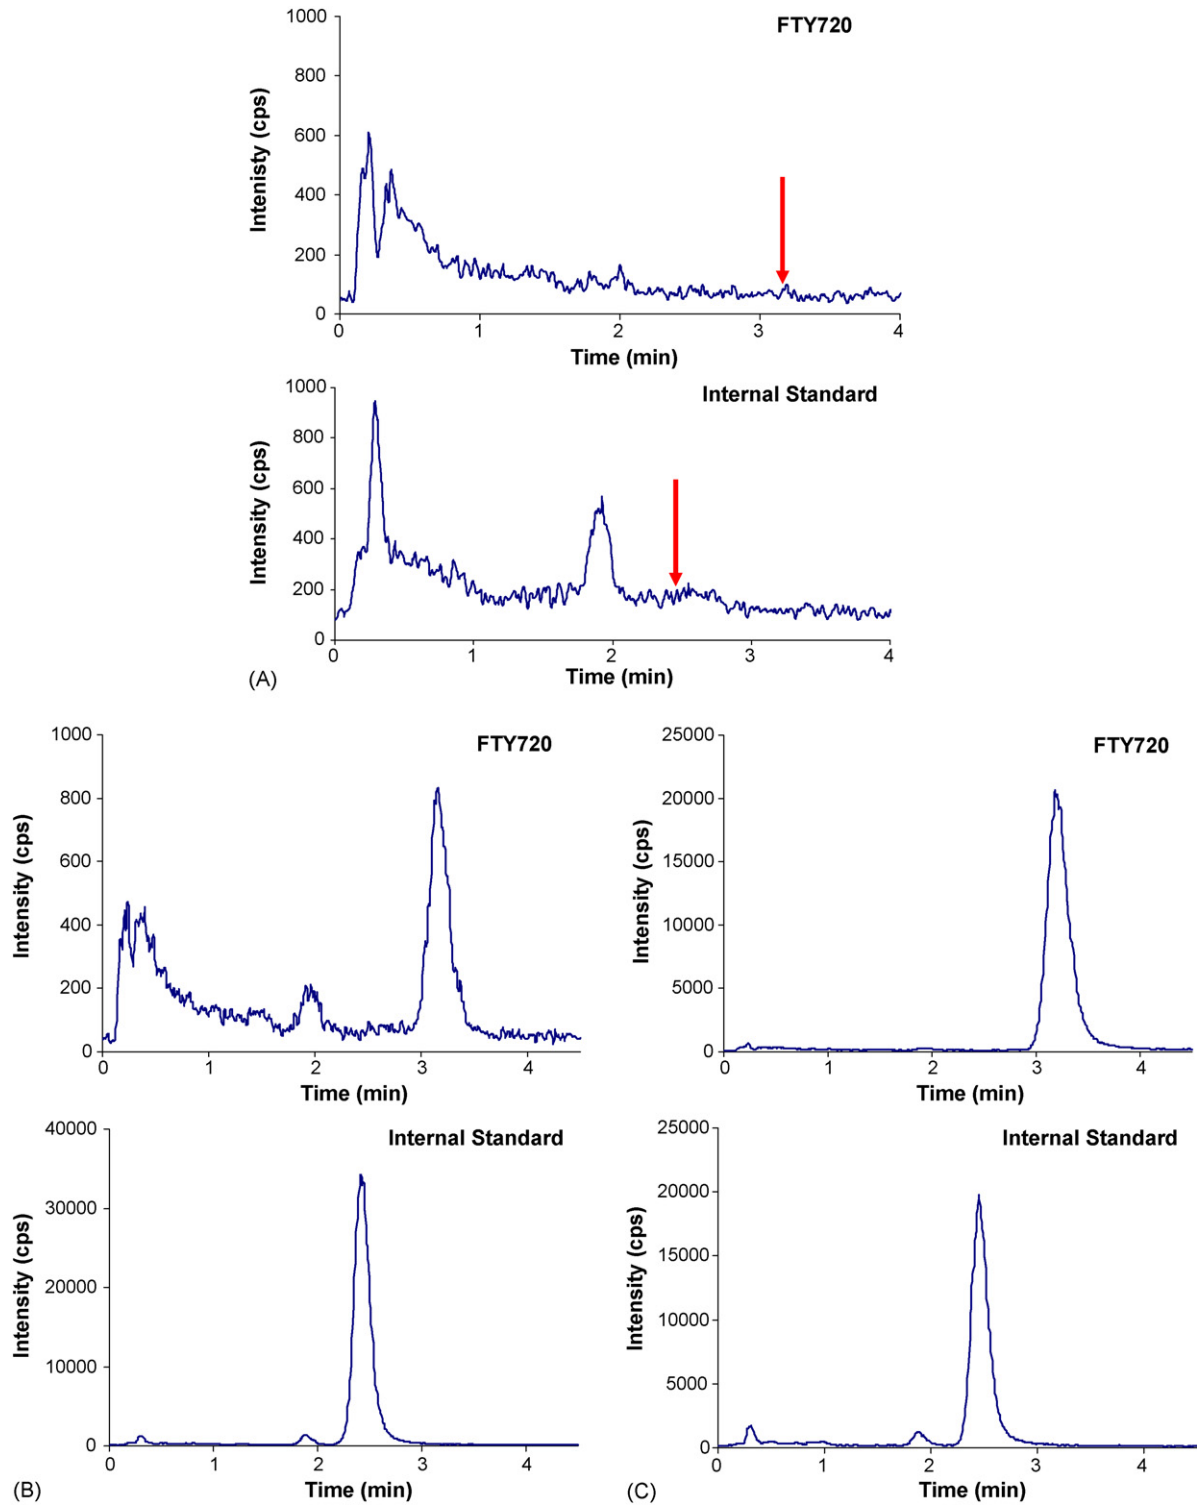 FTY720
1000
800
600
400
200
0
Intenisty (cps)
0 1 2 3 4
Time (min)
Internal Standard
1000
800
600
400
200
0
Intensity (cps)
0 1 2 3 4
Time (min)
(A)
FTY720
1000
800
600
400
200
0
Intensity (cps)
0 1 2 3 4
Time (min)
FTY720
25000
20000
15000
10000
5000
0
Intensity (cps)
0 1 2 3 4
Time (min)
Internal Standard
40000
30000
20000
10000
0
Intensity (cps)
0 1 2 3 4
Time (min)
(B)
Internal Standard
25000
20000
15000
10000
5000
0
Intensity (cps)
0 1 2 3 4
Time (min)
(C)